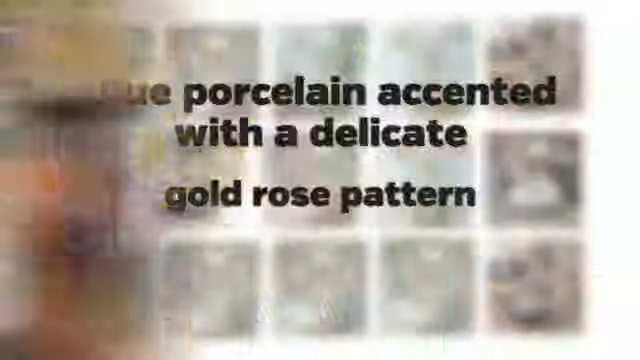 porcelain accented
with a delicate
gold rose pattern